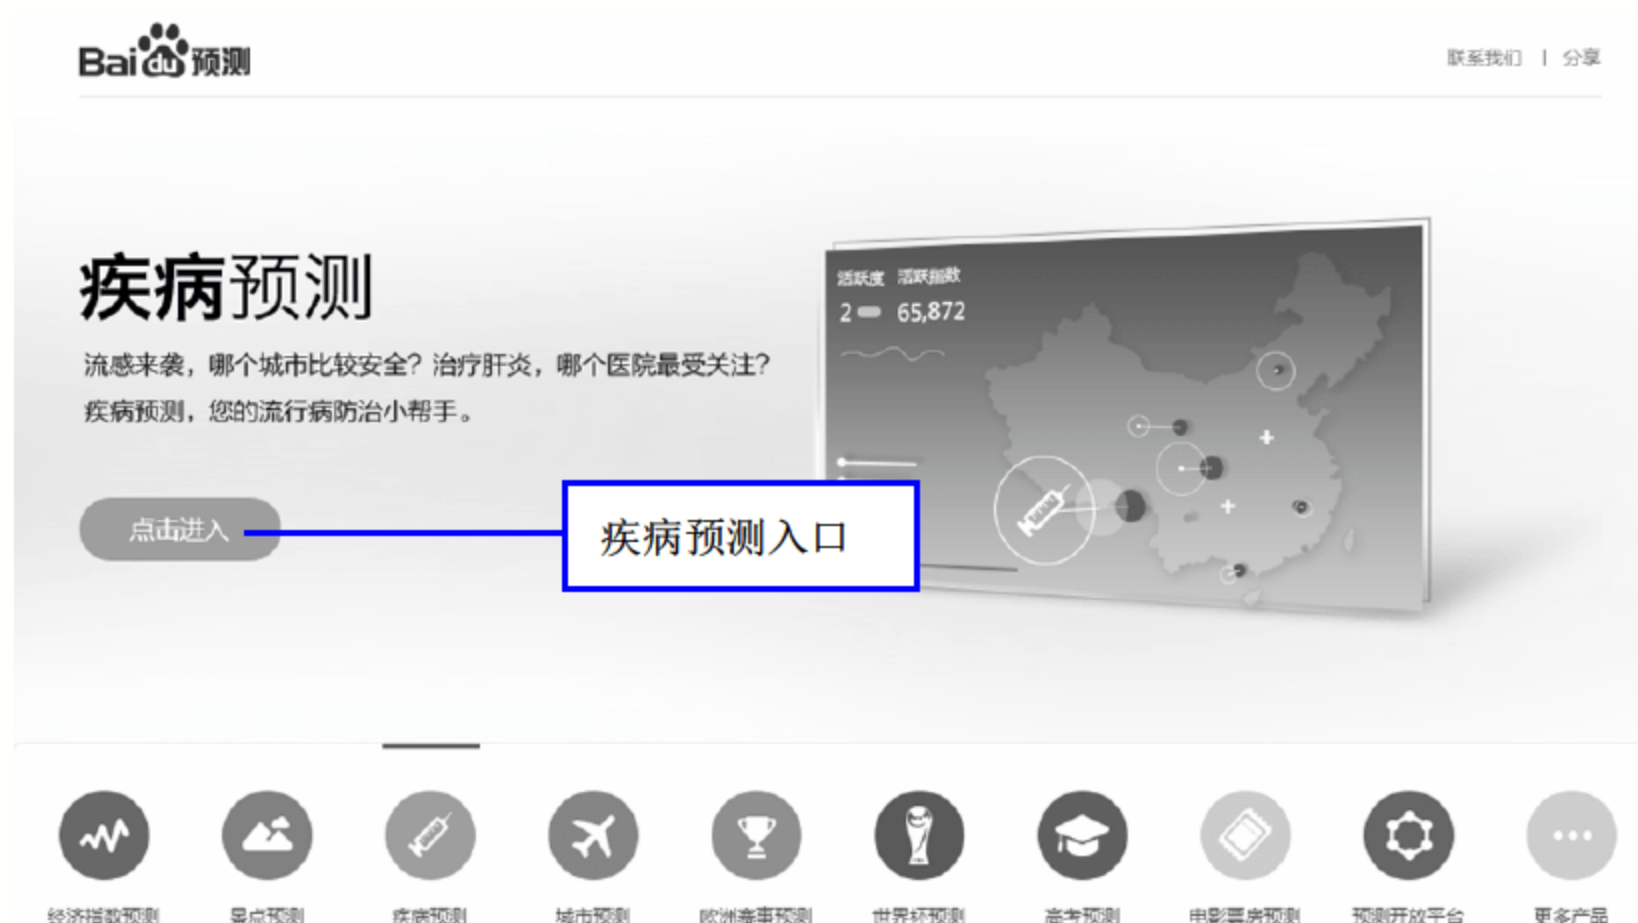 Baidu预测
联系我们 | 分享
疾病预测
流感来袭，哪个城市比较安全？治疗肝炎，哪个医院最受关注？
疾病预测，您的流行病防治小帮手。
点击进入
疾病预测入口
活跃度 活跃指数
2 65,872
经济指数预测 景点预测 疾病预测 城市预测 欧洲赛事预测 世界杯预测 高考预测 电影票房预测 预测开放平台 更多产品